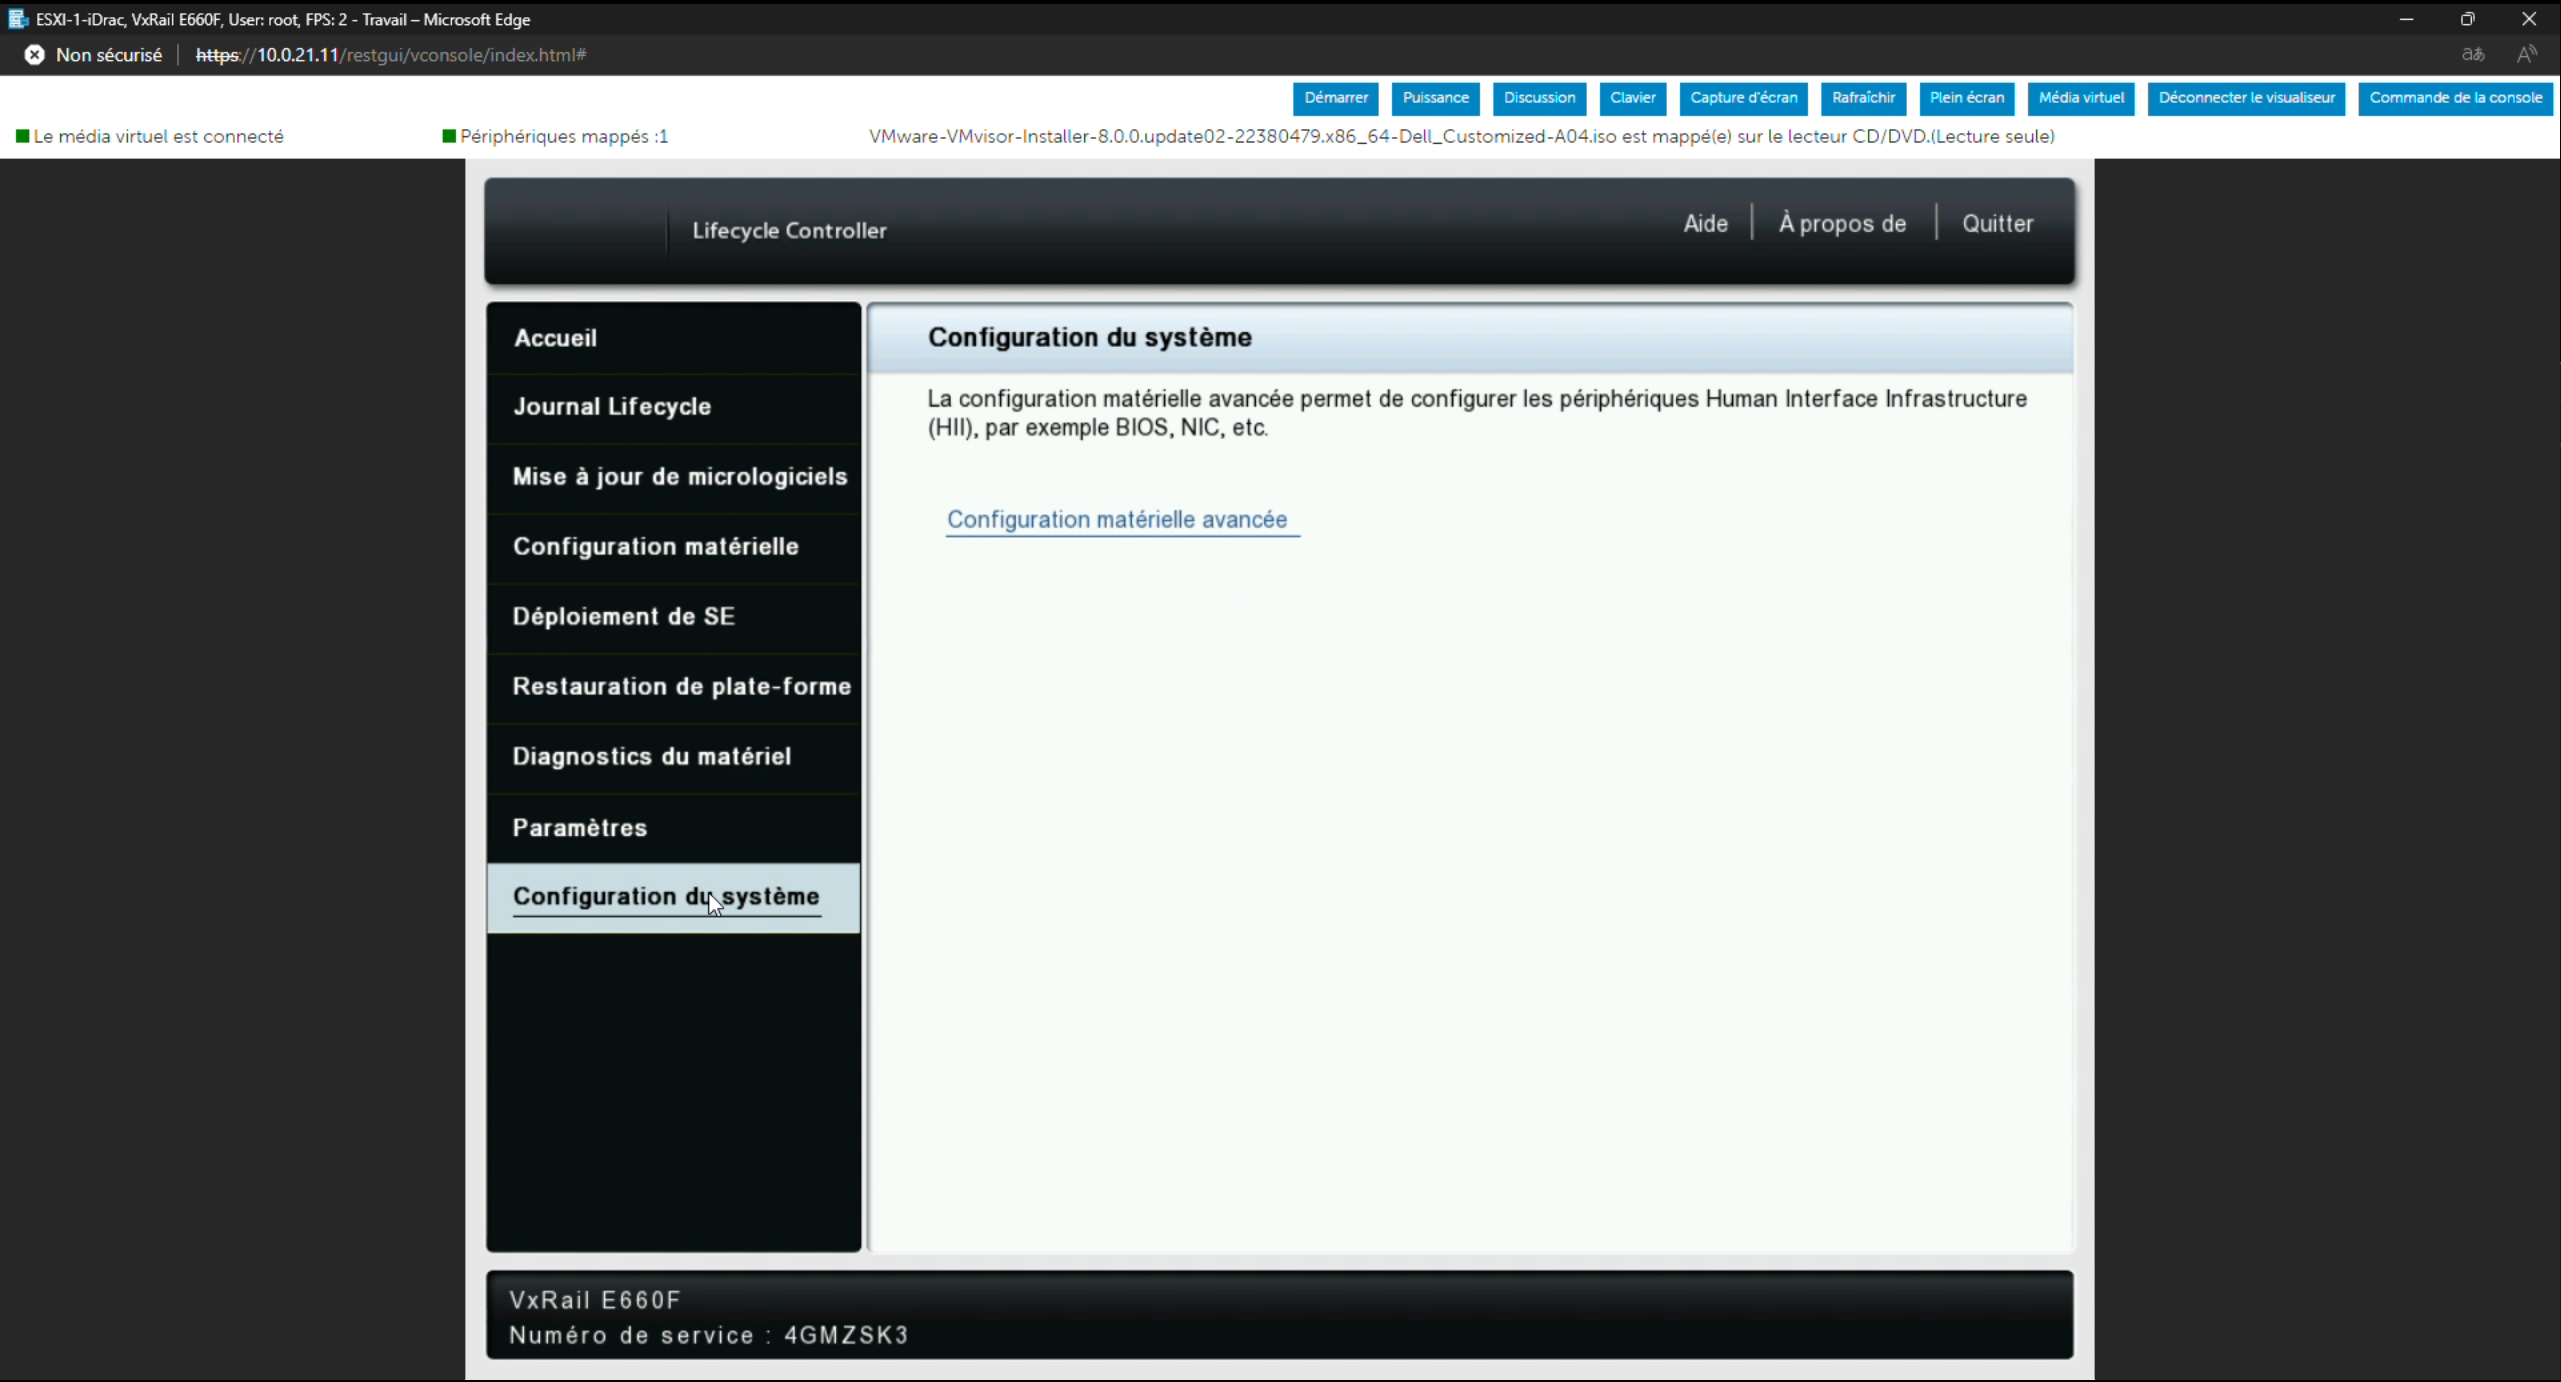 ESXI-1-iDrac, VxRail E660F, User: root, FPS: 2 - Travail – Microsoft Edge
Non sécurisé https://10.0.21.11/restgui/vconsole/index.html#
Démarrer Puissance Discussion Clavier Capture d'écran Rafraîchir Plein écran Média virtuel Déconnecter le visualiseur Commande de la console
Le média virtuel est connecté Périphériques mappés :1 VMware-VMvisor-Installer-8.0.0.update02-22380479.x86_64-Dell_Customized-A04.iso est mappé(e) sur le lecteur CD/DVD.(Lecture seule)
Lifecycle Controller
Aide À propos de Quitter
Accueil
Journal Lifecycle
Mise à jour de micrologiciels
Configuration matérielle
Déploiement de SE
Restauration de plate-forme
Diagnostics du matériel
Paramètres
Configuration du système
Configuration du système
La configuration matérielle avancée permet de configurer les périphériques Human Interface Infrastructure
(HII), par exemple BIOS, NIC, etc.
Configuration matérielle avancée
VxRail E660F
Numéro de service : 4GMZSK3